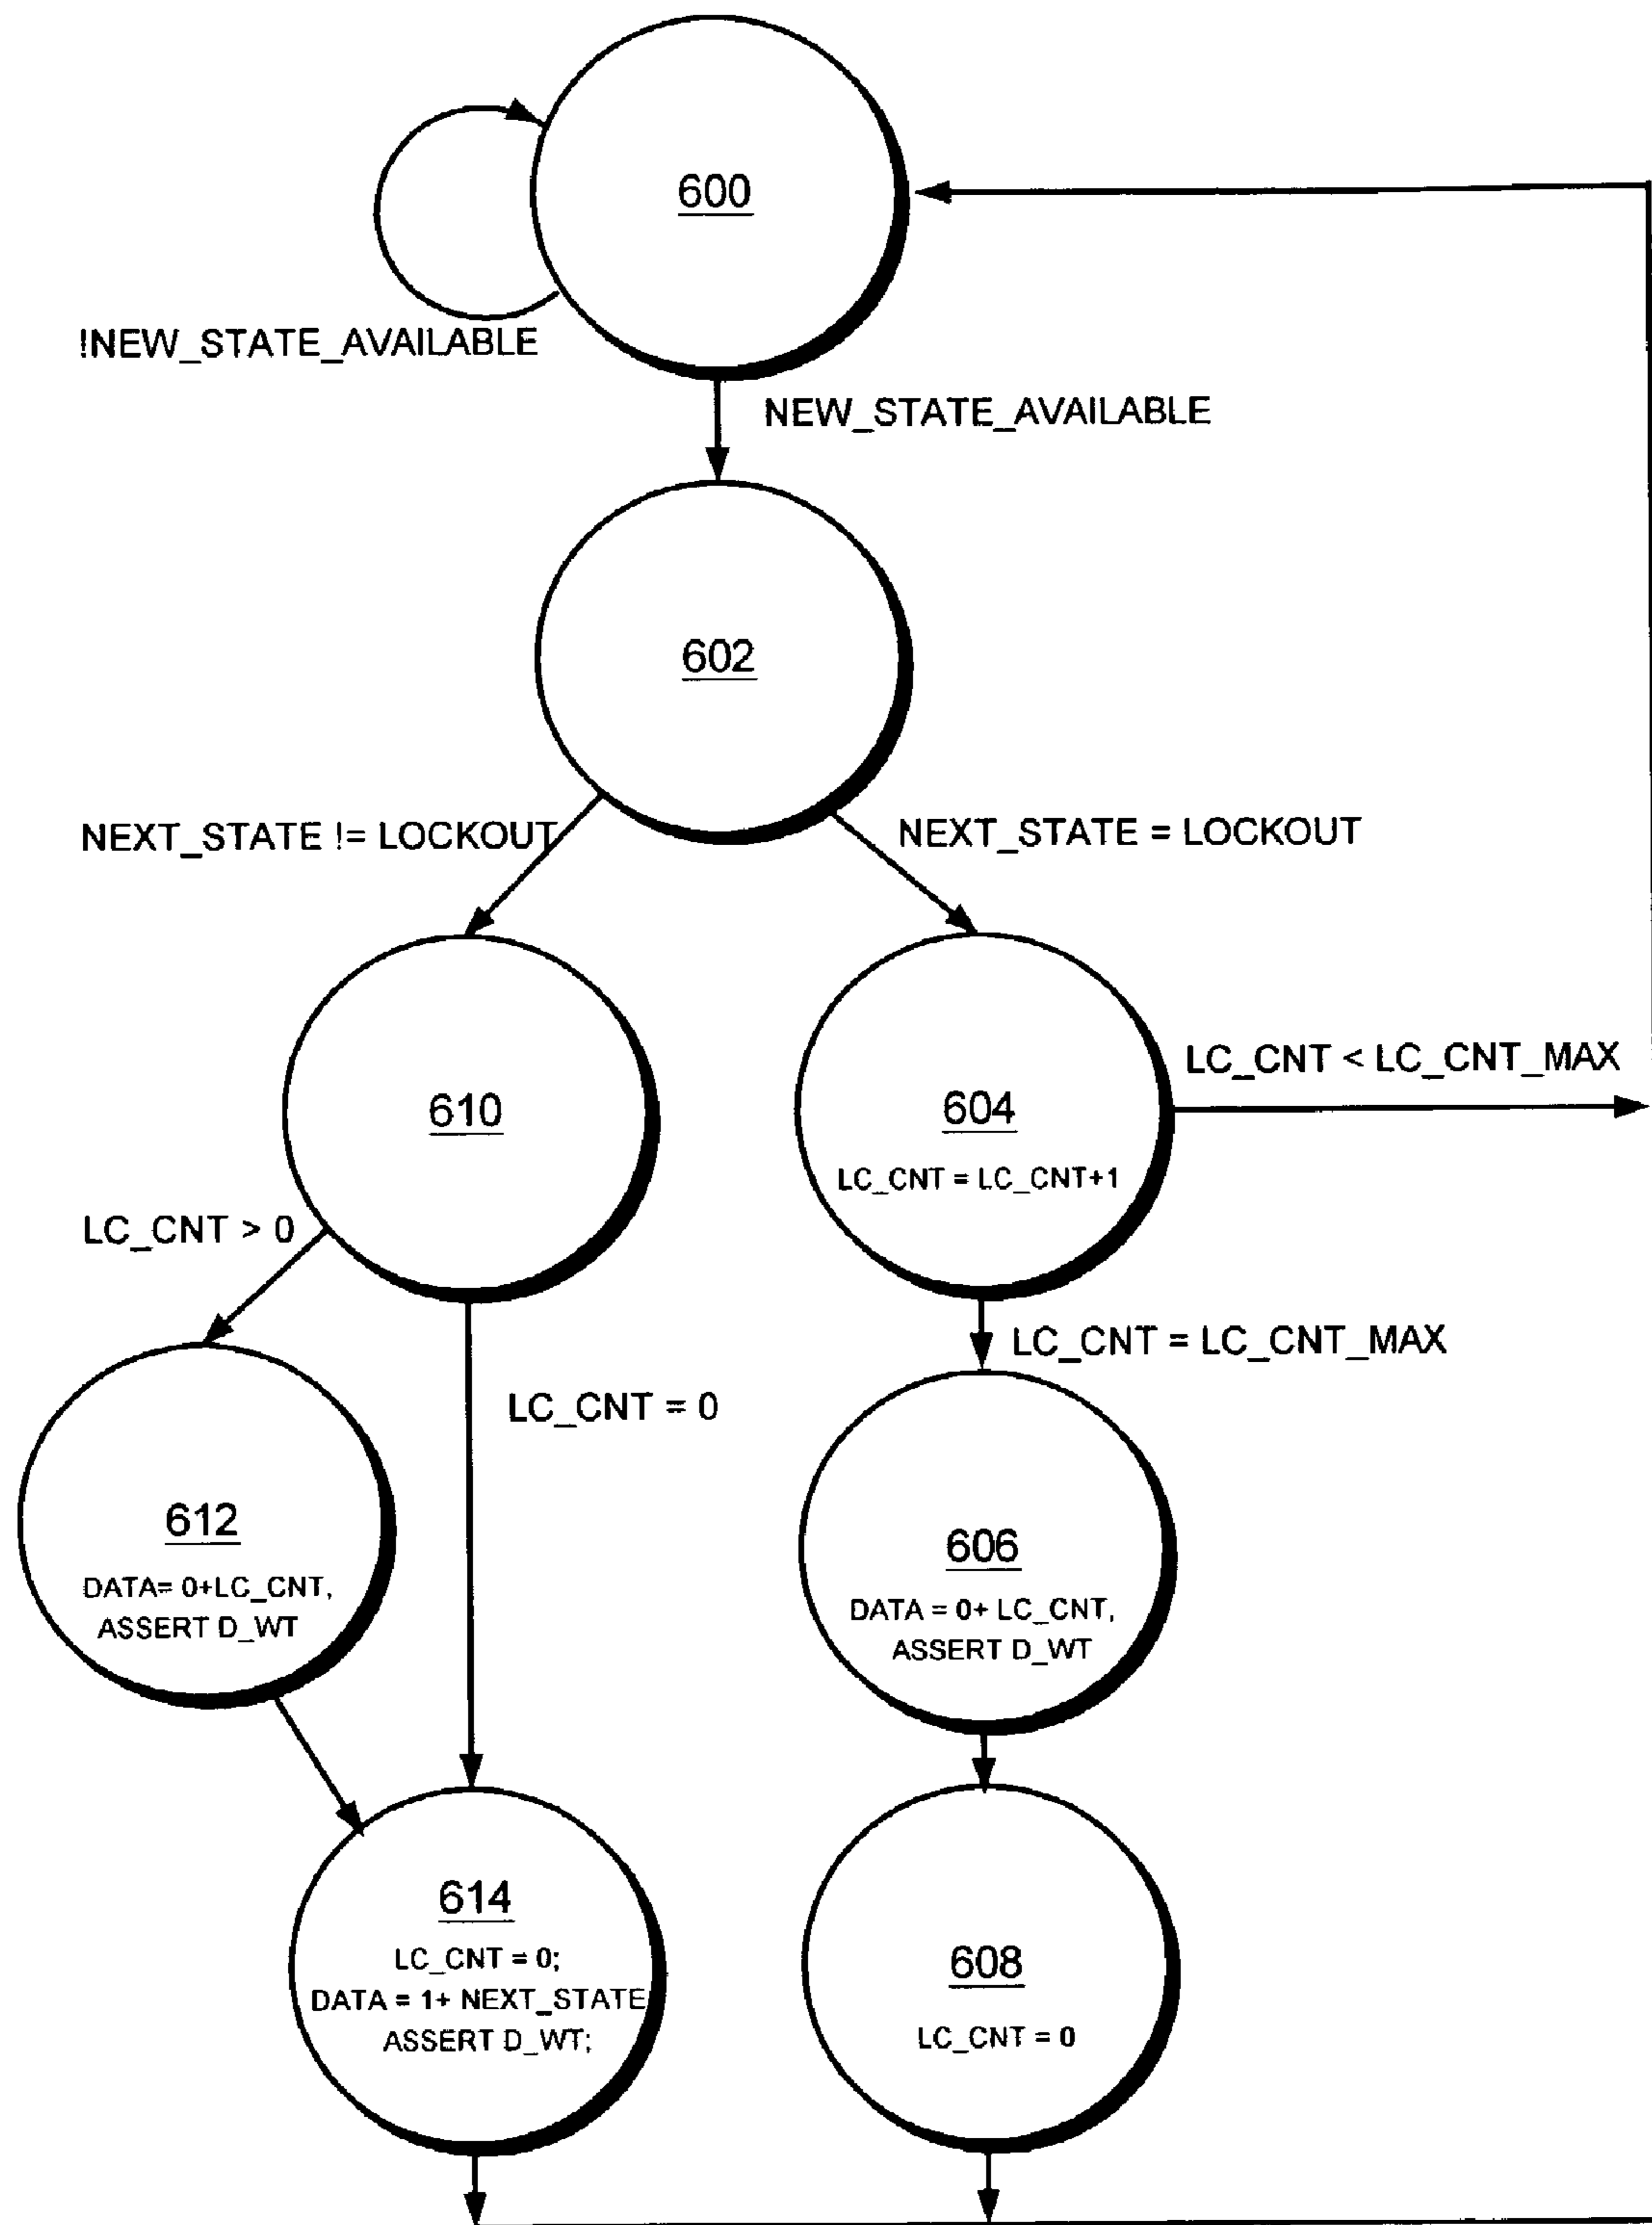 600
!NEW_STATE_AVAILABLE
NEW_STATE_AVAILABLE
602
NEXT_STATE != LOCKOUT
NEXT_STATE = LOCKOUT
610
604
LC_CNT = LC_CNT+1
LC_CNT < LC_CNT_MAX
LC_CNT > 0
LC_CNT = 0
LC_CNT = LC_CNT_MAX
612
DATA= 0+LC_CNT,
ASSERT D_WT
606
DATA = 0+ LC_CNT,
ASSERT D_WT
614
LC_CNT = 0;
DATA = 1+ NEXT_STATE
ASSERT D_WT;
608
LC_CNT = 0